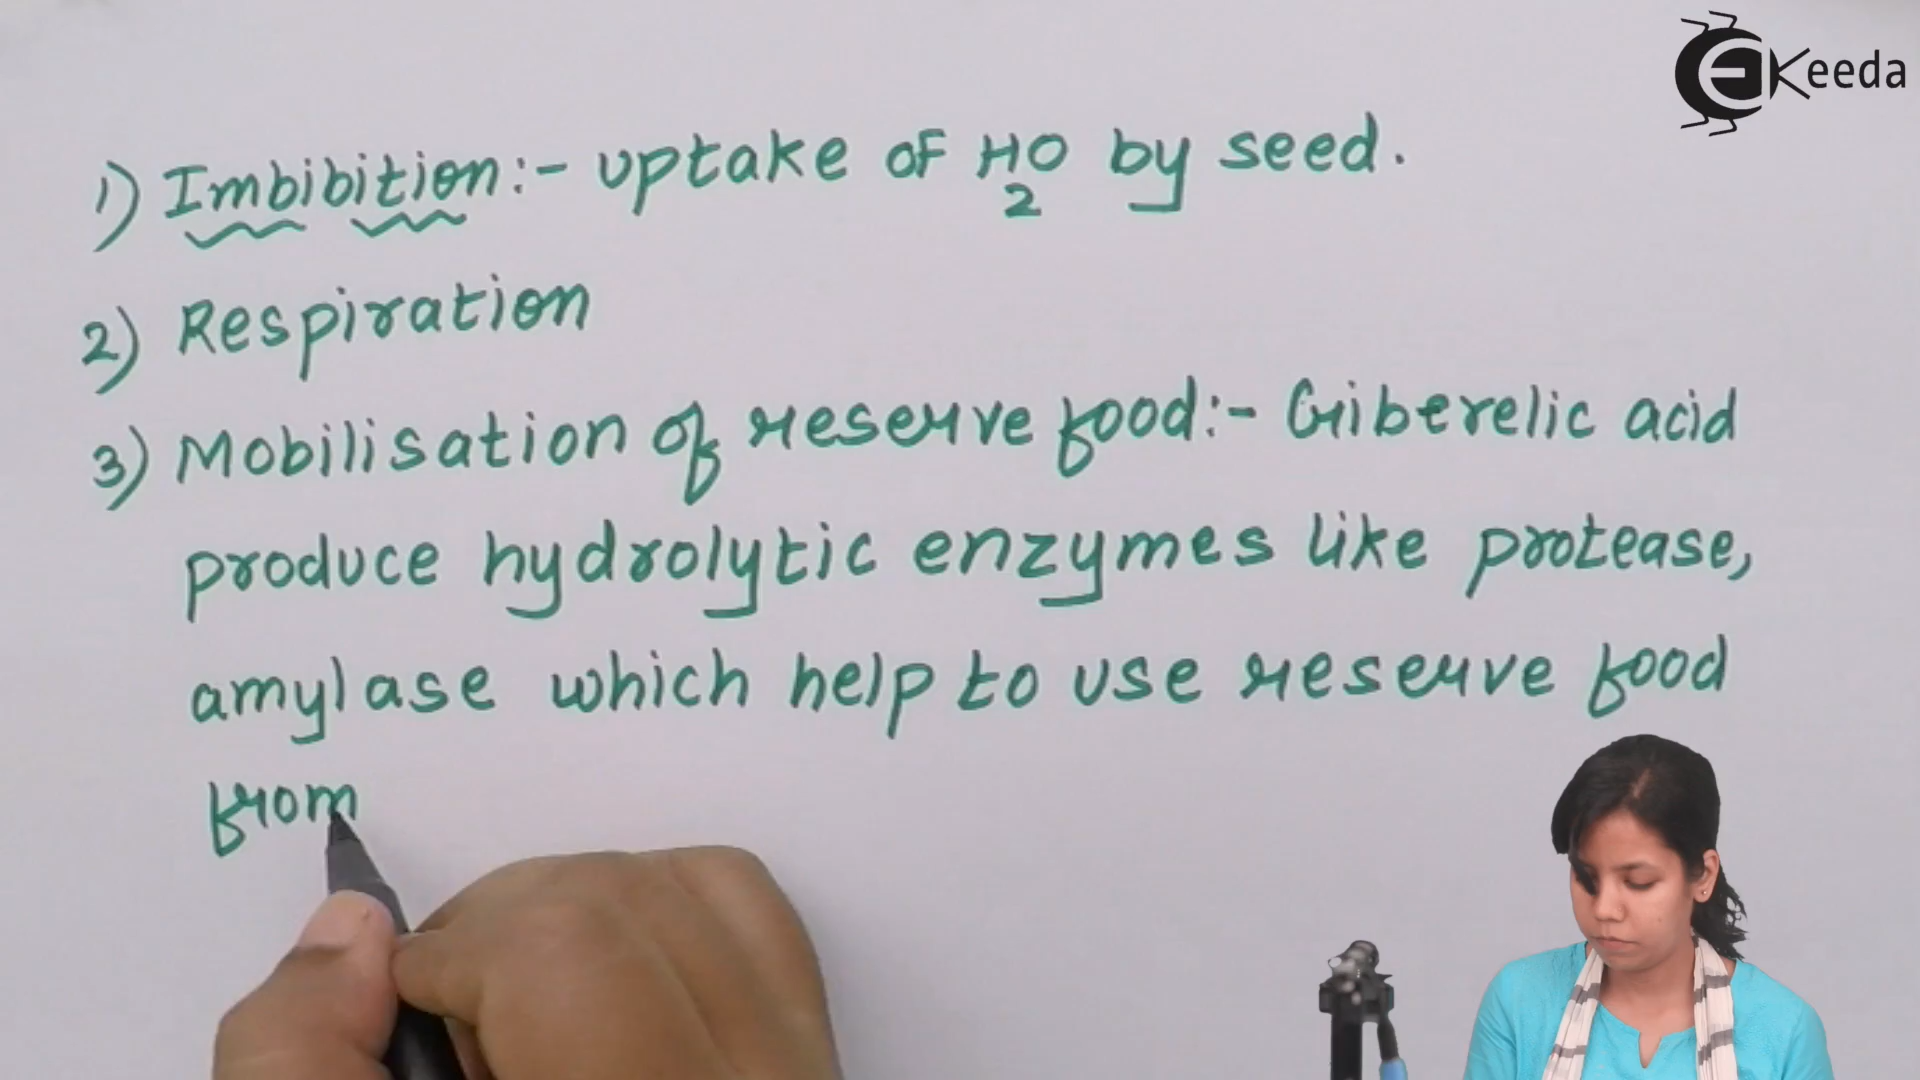 EKeeda
1) Imbibition:- uptake of H2O by seed.
2) Respiration
3) Mobilisation of reserve food:- Giberelic acid
produce hydrolytic enzymes like protease,
amylase which help to use reserve food
from